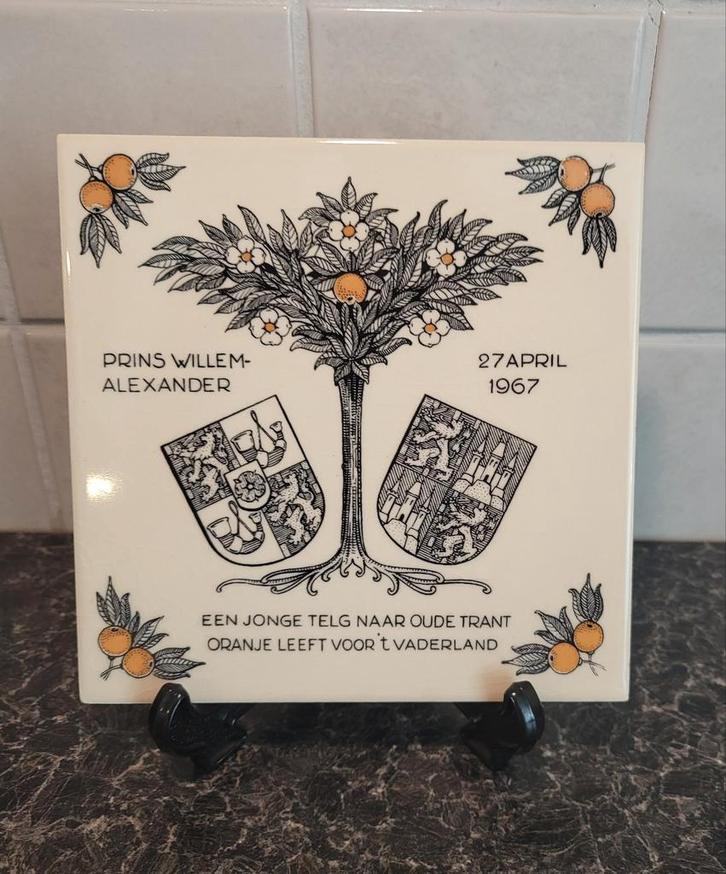 PRINS WILLEM-
ALEXANDER
27 APRIL
1967
EEN JONGE TELG NAAR OUDE TRANT
ORANJE LEEFT VOOR 't VADERLAND